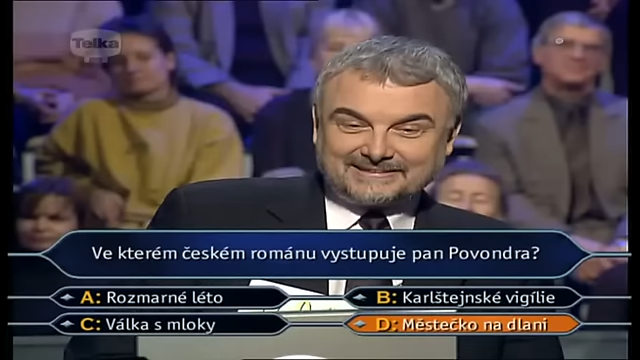 Telka
Ve kterém českém románu vystupuje pan Povondra?
A: Rozmarné léto
B: Karlštejnské vigílie
C: Válka s mloky
D: Městečko na dlani